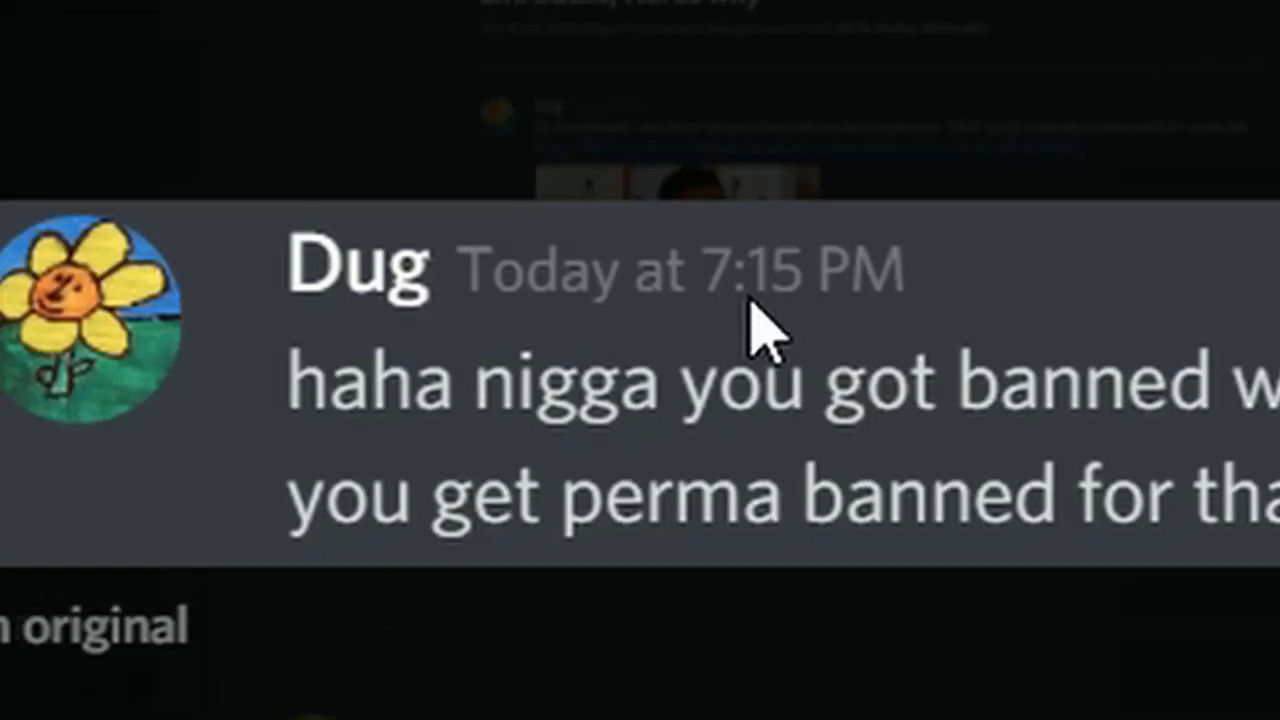 Dug Today at 7:15 PM
haha nigga you got banned w
you get perma banned for tha
n original